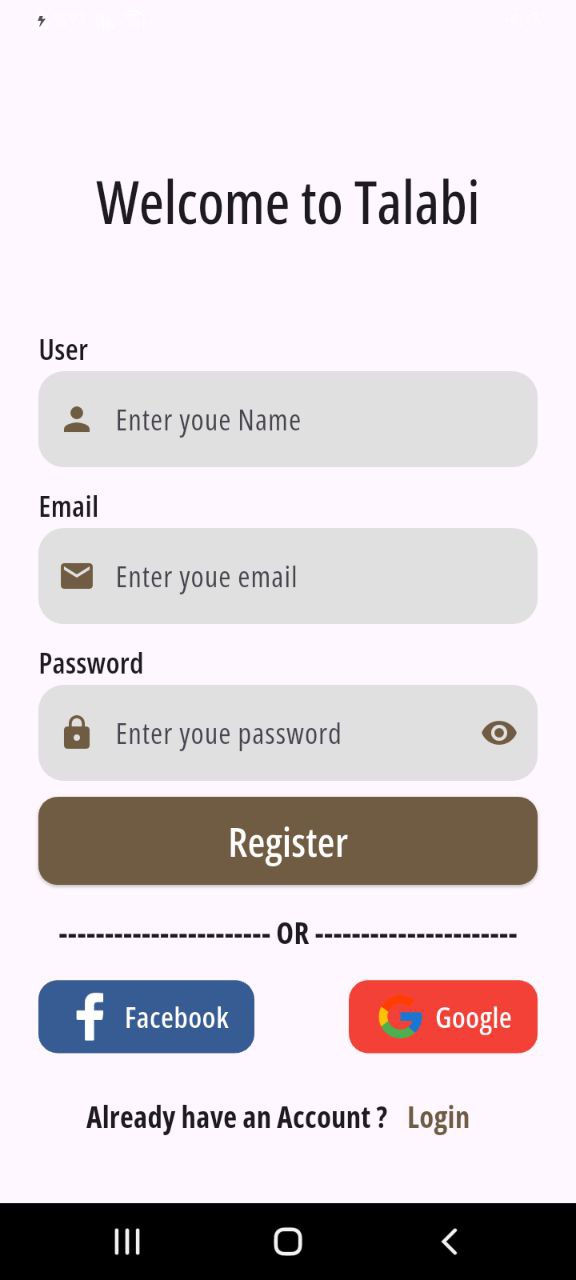 Welcome to Talabi
User
Enter youe Name
Email
Enter youe email
Password
Enter youe password
Register
----------------------- OR ----------------------
Facebook Google
Already have an Account ? Login